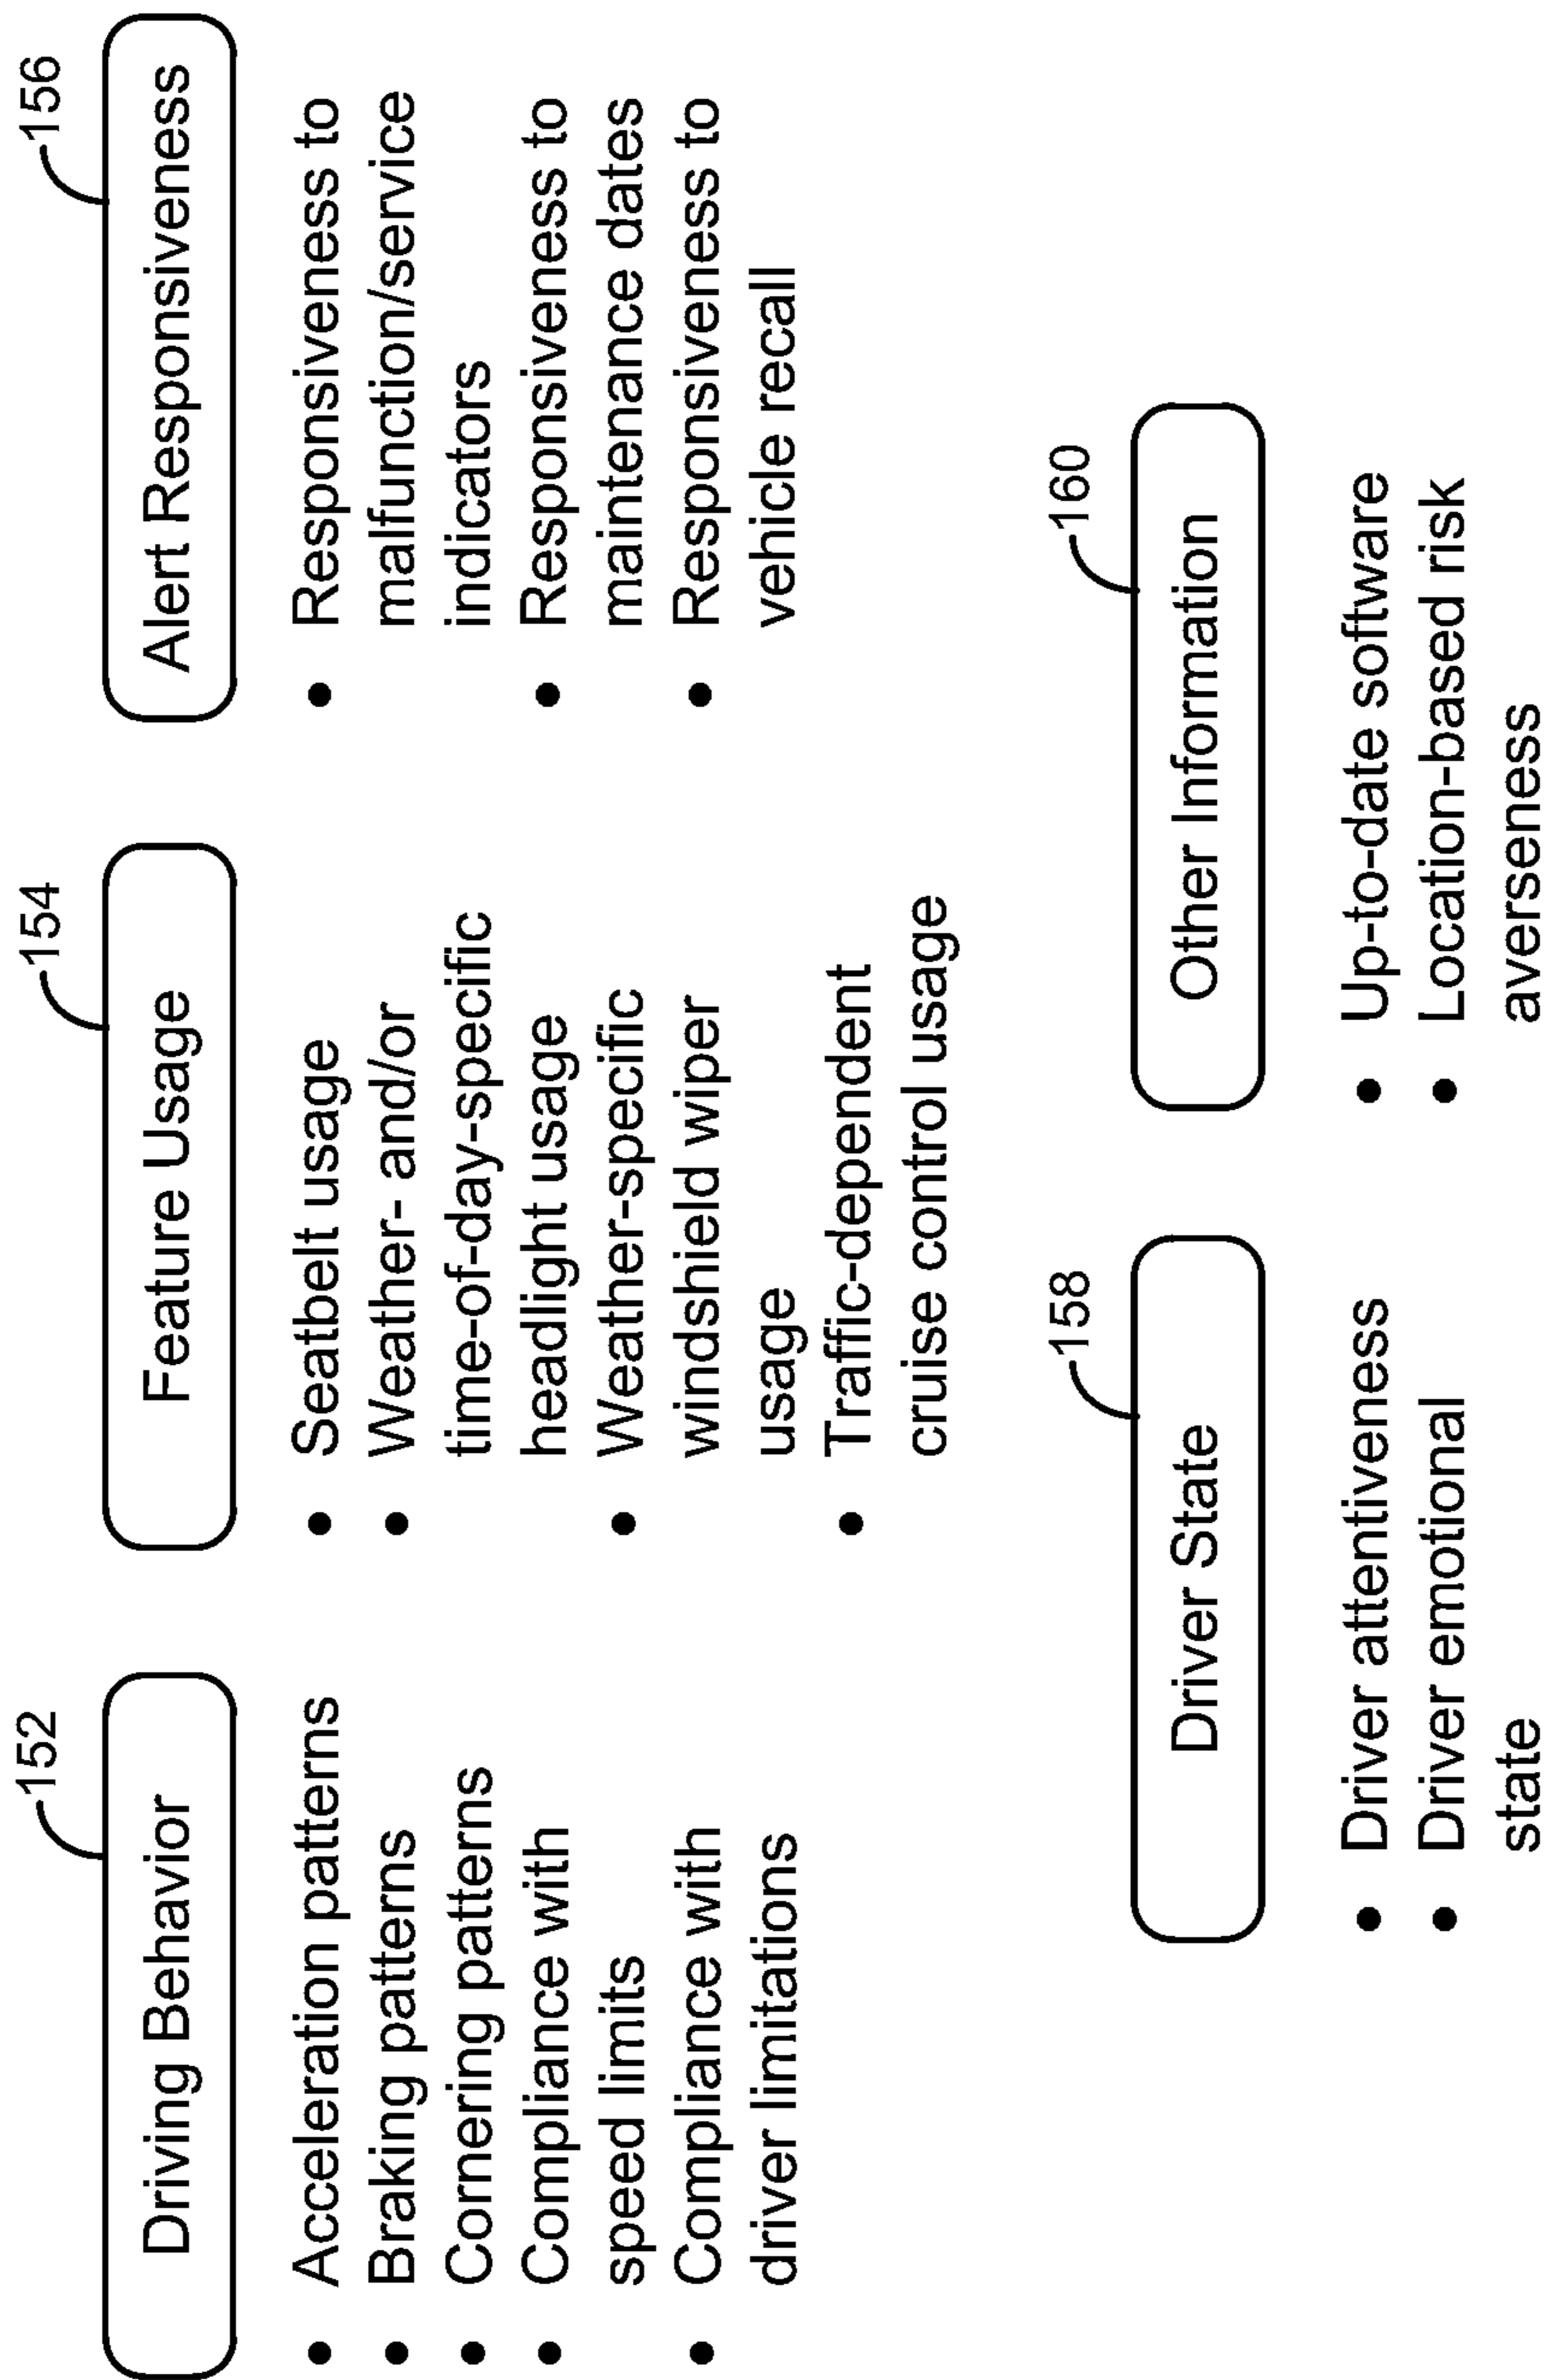 152
Driving Behavior
• Acceleration patterns
• Braking patterns
• Cornering patterns
• Compliance with
speed limits
• Compliance with
driver limitations
154
Feature Usage
• Seatbelt usage
• Weather- and/or
time-of-day-specific
headlight usage
• Weather-specific
windshield wiper
usage
• Traffic-dependent
cruise control usage
156
Alert Responsiveness
• Responsiveness to
malfunction/service
indicators
• Responsiveness to
maintenance dates
• Responsiveness to
vehicle recall
158
Driver State
• Driver attentiveness
• Driver emotional
state
160
Other Information
• Up-to-date software
• Location-based risk
averseness